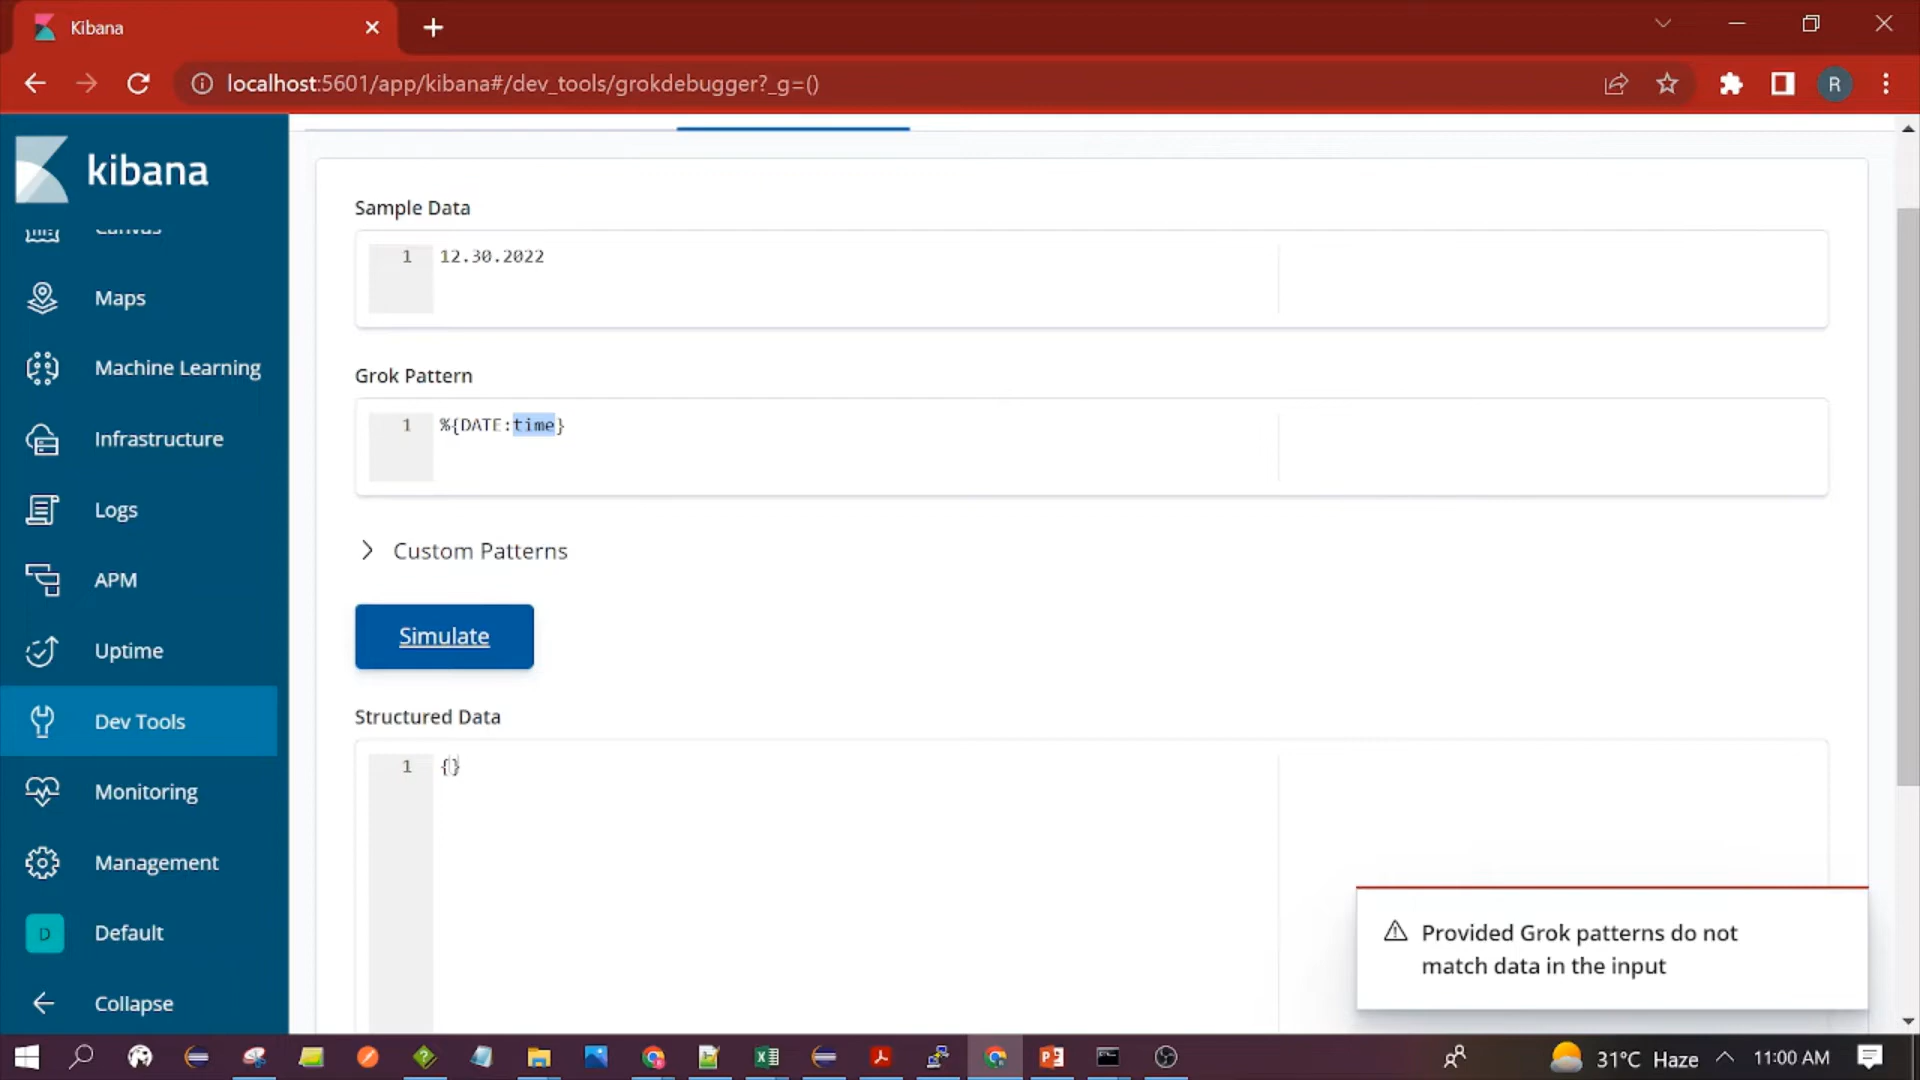 Kibana
localhost:5601/app/kibana#/dev_tools/grokdebugger?_g=()
R
kibana
Canvas
Maps
Machine Learning
Infrastructure
Logs
APM
Uptime
Dev Tools
Monitoring
Management
D Default
Collapse
Sample Data
1 12.30.2022
Grok Pattern
1 %{DATE:time}
Custom Patterns
Simulate
Structured Data
1 {}
Provided Grok patterns do not
match data in the input
31°C Haze
11:00 AM